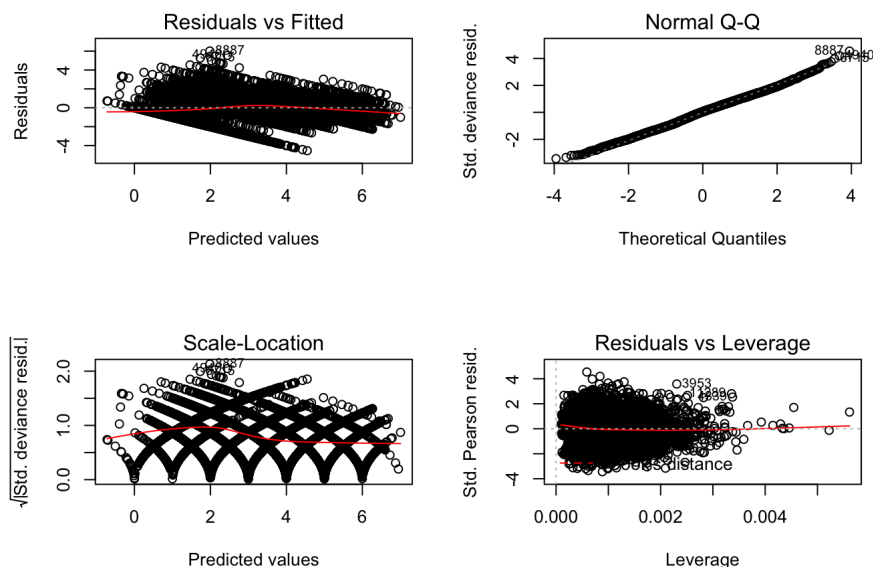 Residuals vs Fitted
Residuals
8887
4
0
-4
0
2
4
6
Predicted values
Normal Q-Q
Std. deviance resid.
8887
4
2
-2
-4
-2
0
2
4
Theoretical Quantiles
Scale-Location
√|Std. deviance resid.|
8887
2.0
1.0
0.0
0
2
4
6
Predicted values
Residuals vs Leverage
Std. Pearson resid.
3953
4
2
0
-4
distance
0.000
0.002
0.004
Leverage